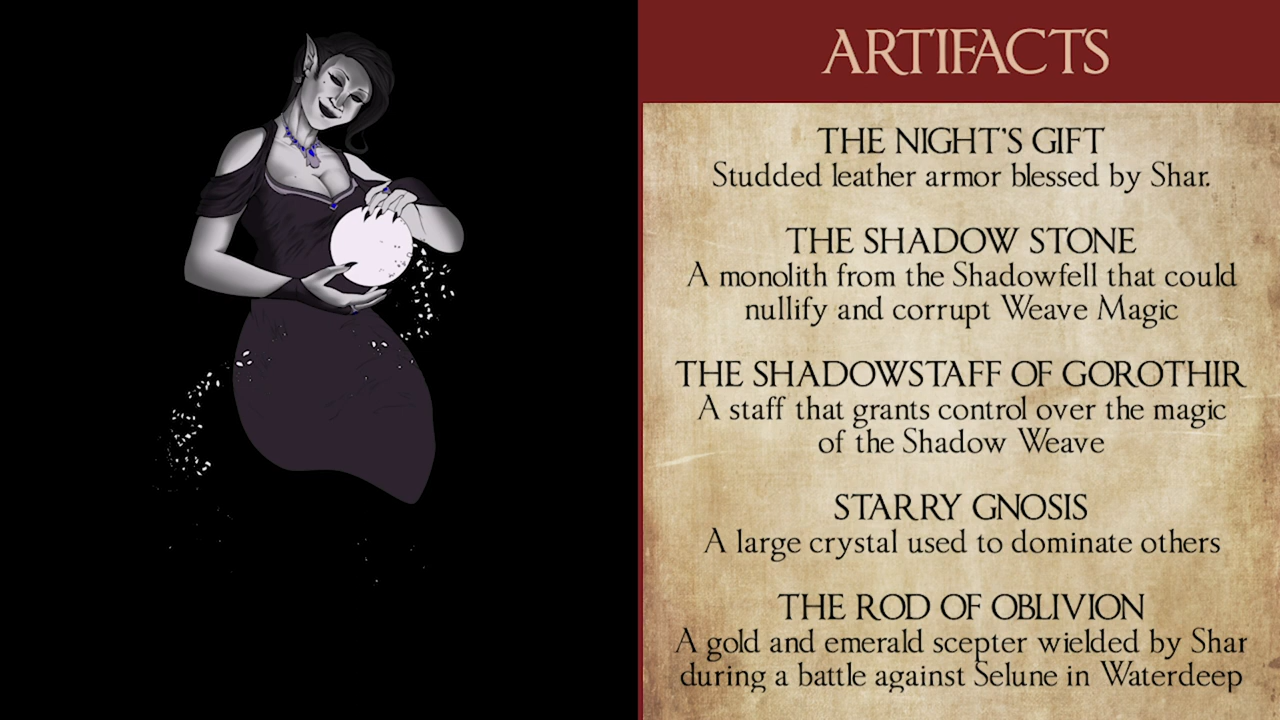 ARTIFACTS
THE NIGHT'S GIFT
Studded leather armor blessed by Shar.
THE SHADOW STONE
A monolith from the Shadowfell that could
nullify and corrupt Weave Magic
THE SHADOWSTAFF OF GOROTHIR
A staff that grants control over the magic
of the Shadow Weave
STARRY GNOSIS
A large crystal used to dominate others
THE ROD OF OBLIVION
A gold and emerald scepter wielded by Shar
during a battle against Selune in Waterdeep